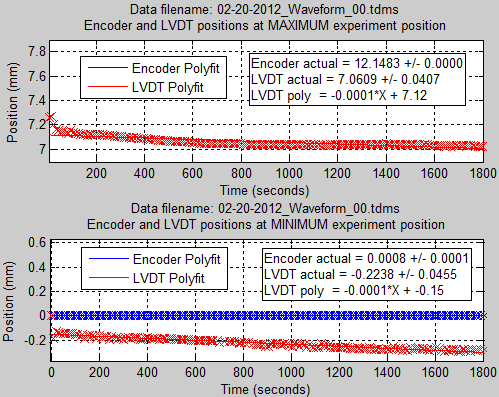 Data filename: 02-20-2012_Waveform_00.tdms
Encoder and LVDT positions at MAXIMUM experiment position
7.8
7.6
7.4
7.2
7
Position (mm)
Encoder Polyfit
LVDT Polyfit
Encoder actual = 12.1483 +/- 0.0000
LVDT actual = 7.0609 +/- 0.0407
LVDT poly = -0.0001*X + 7.12
200 400 600 800 1000 1200 1400 1600 1800
Time (seconds)
Data filename: 02-20-2012_Waveform_00.tdms
Encoder and LVDT positions at MINIMUM experiment position
0.6
0.4
0.2
0
-0.2
Position (mm)
Encoder Polyfit
LVDT Polyfit
Encoder actual = 0.0008 +/- 0.0001
LVDT actual = -0.2238 +/- 0.0455
LVDT poly = -0.0001*X + -0.15
0 200 400 600 800 1000 1200 1400 1600 1800
Time (seconds)